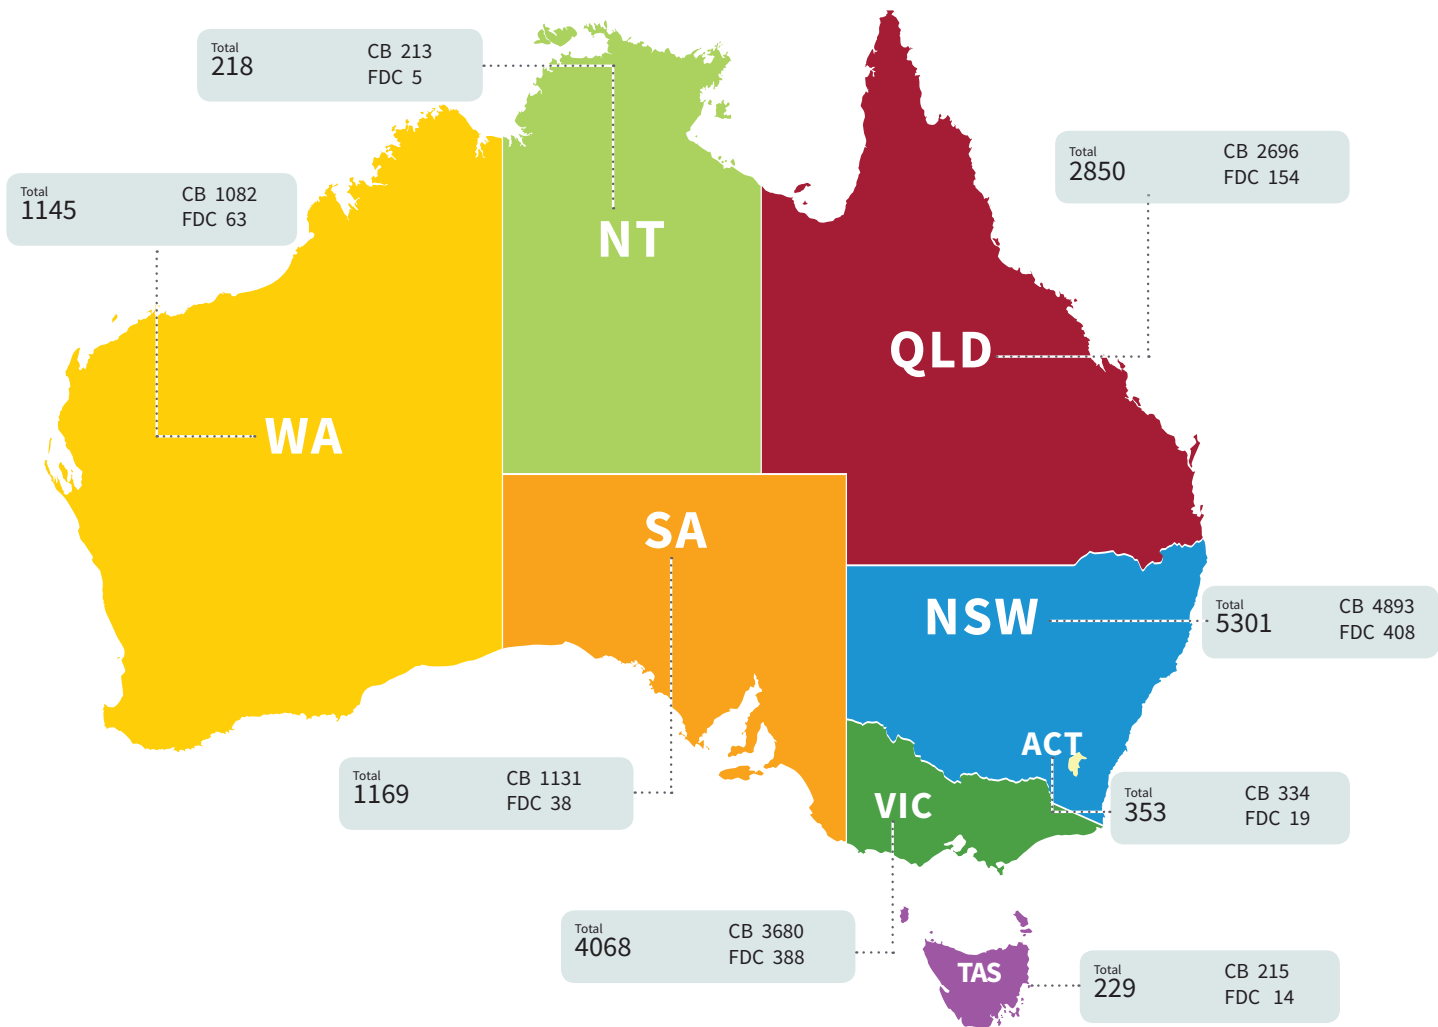 Total
218
CB 213
FDC 5
Total
1145
CB 1082
FDC 63
Total
2850
CB 2696
FDC 154
NT
QLD
WA
SA
NSW
Total
5301
CB 4893
FDC 408
ACT
Total
1169
CB 1131
FDC 38
VIC
Total
353
CB 334
FDC 19
Total
4068
CB 3680
FDC 388
TAS
Total
229
CB 215
FDC 14